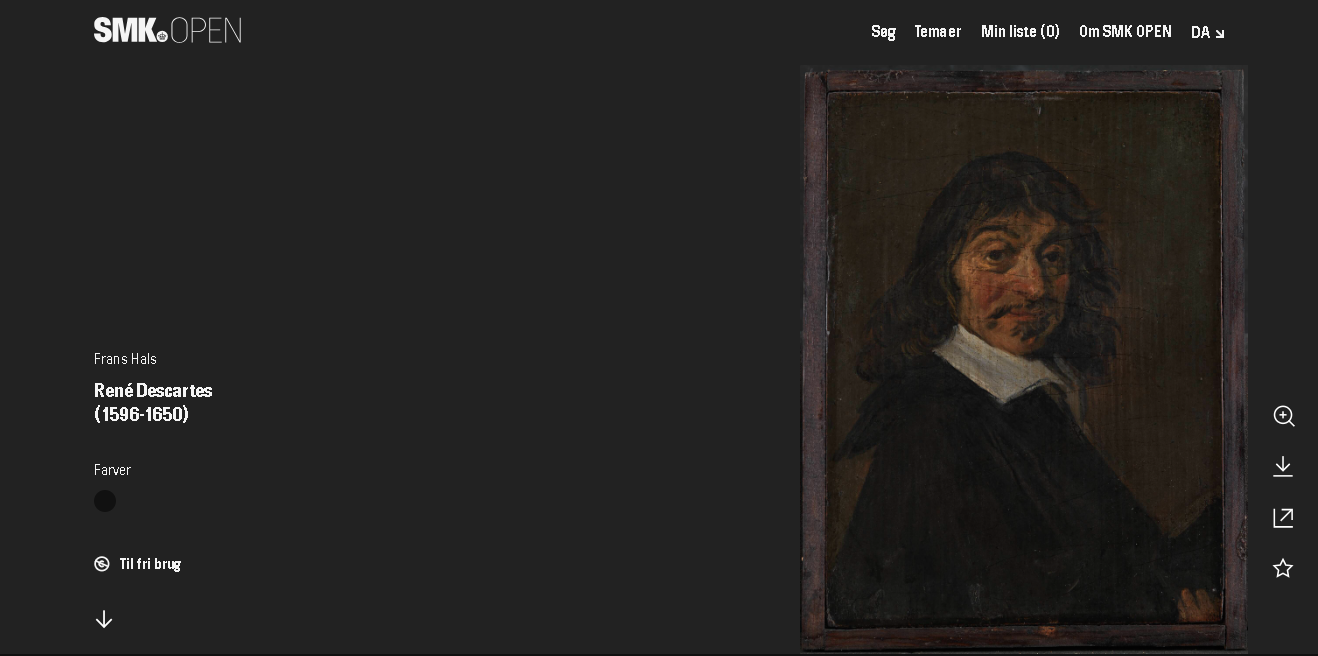 SMK OPEN
Søg Temaer Min liste (0) Om SMK OPEN DA
Frans Hals
René Descartes
(1596-1650)
Farver
Til fri brug